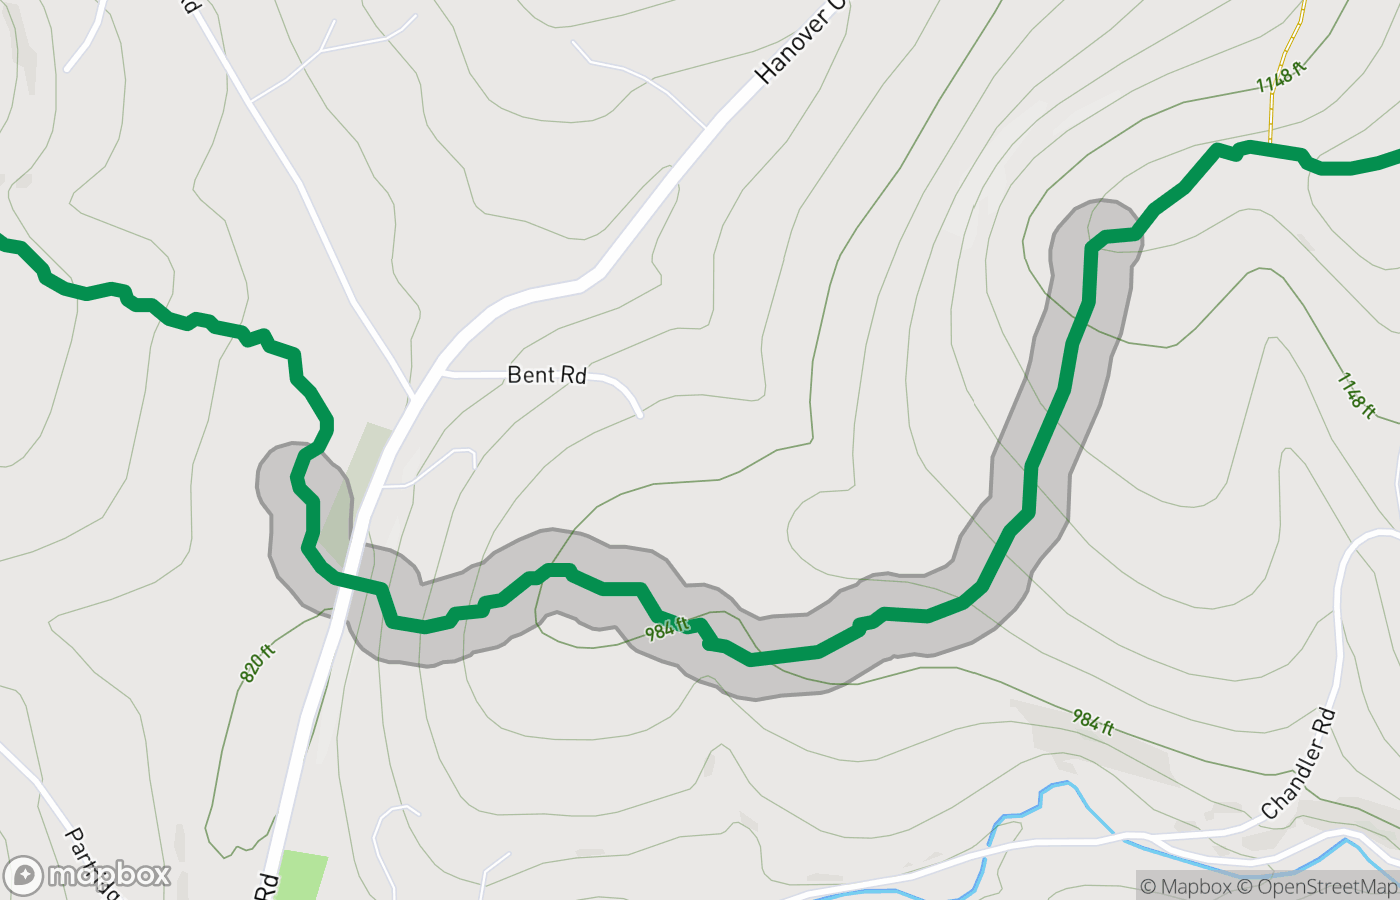 d
Hanover
1148 ft
Bent Rd
1148 ft
984 ft
820 ft
984 ft
Chandler Rd
Rd
mapbox
© Mapbox © OpenStreetMap